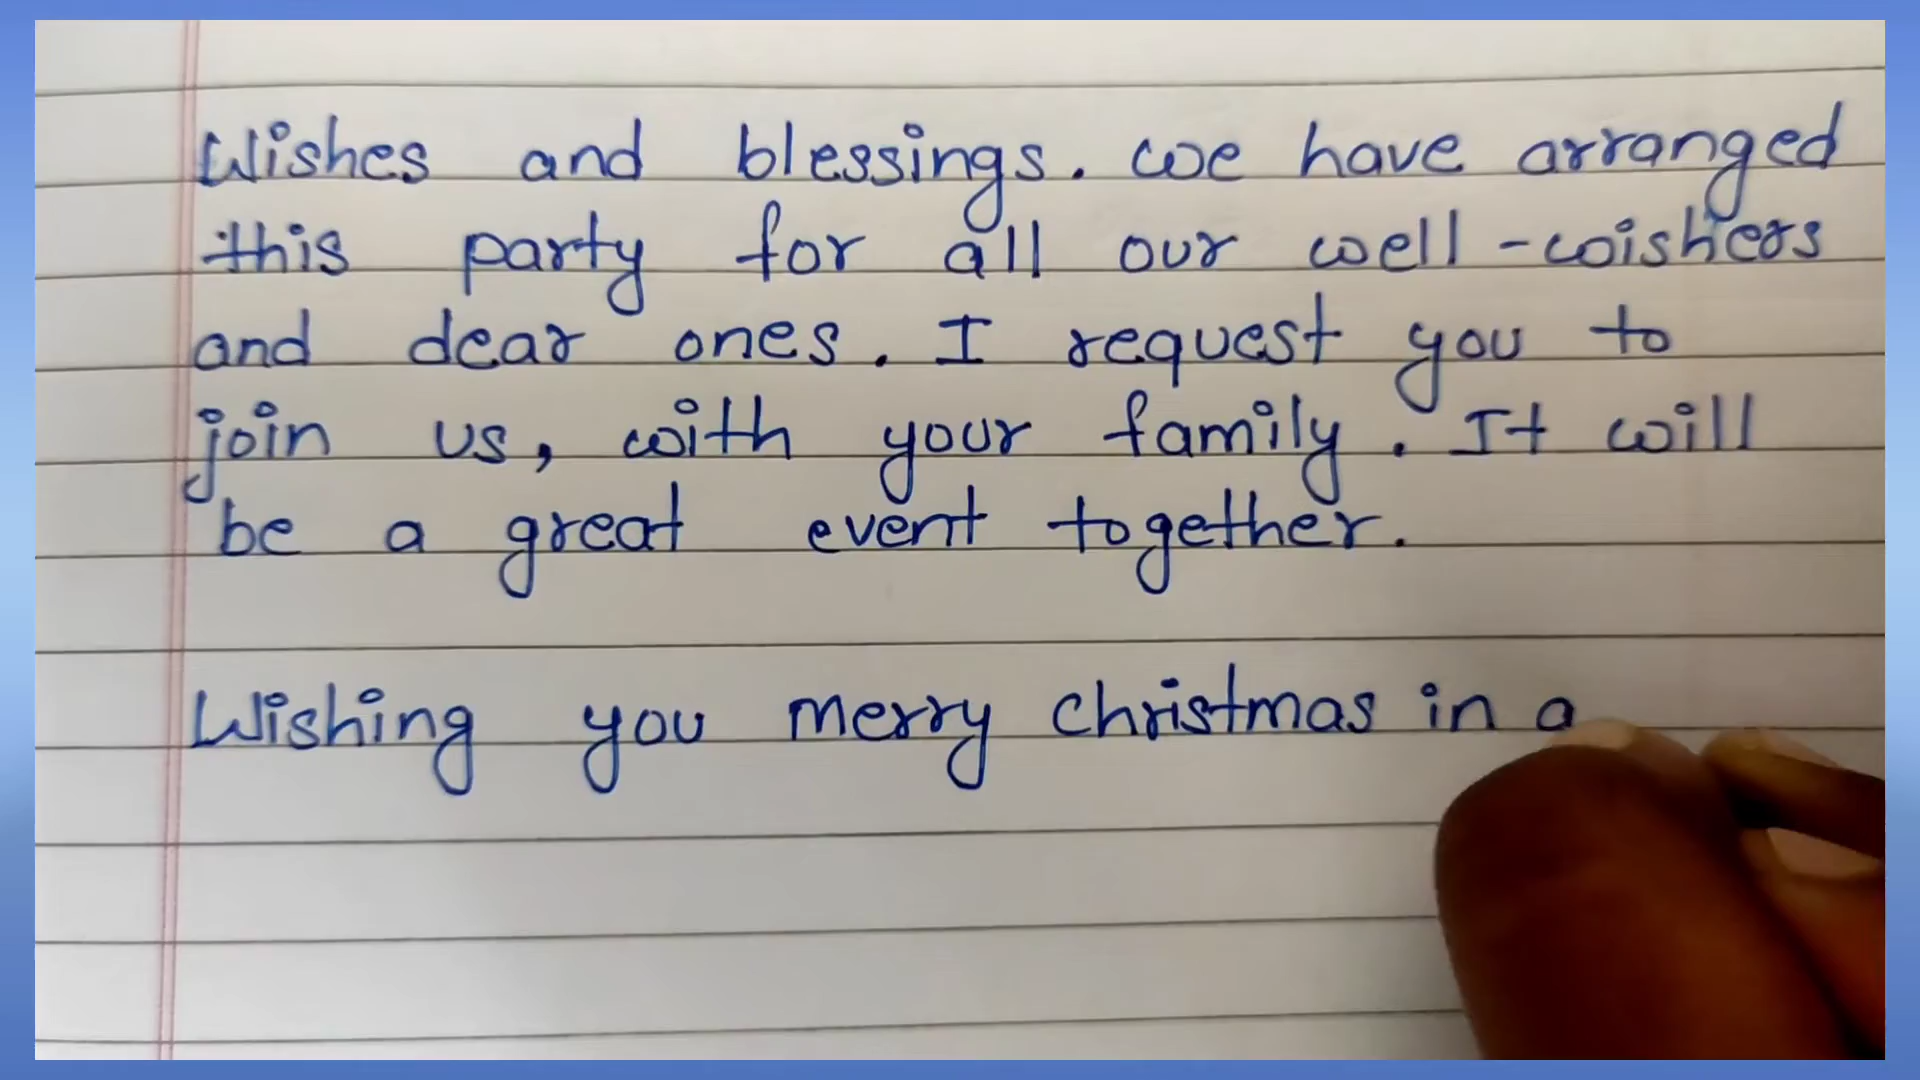 Wishes and blessings. we have arranged
this party for all our well-wishers
and dear ones. I request you to
join us, with your family. It will
be a great event together.
Wishing you merry christmas in a